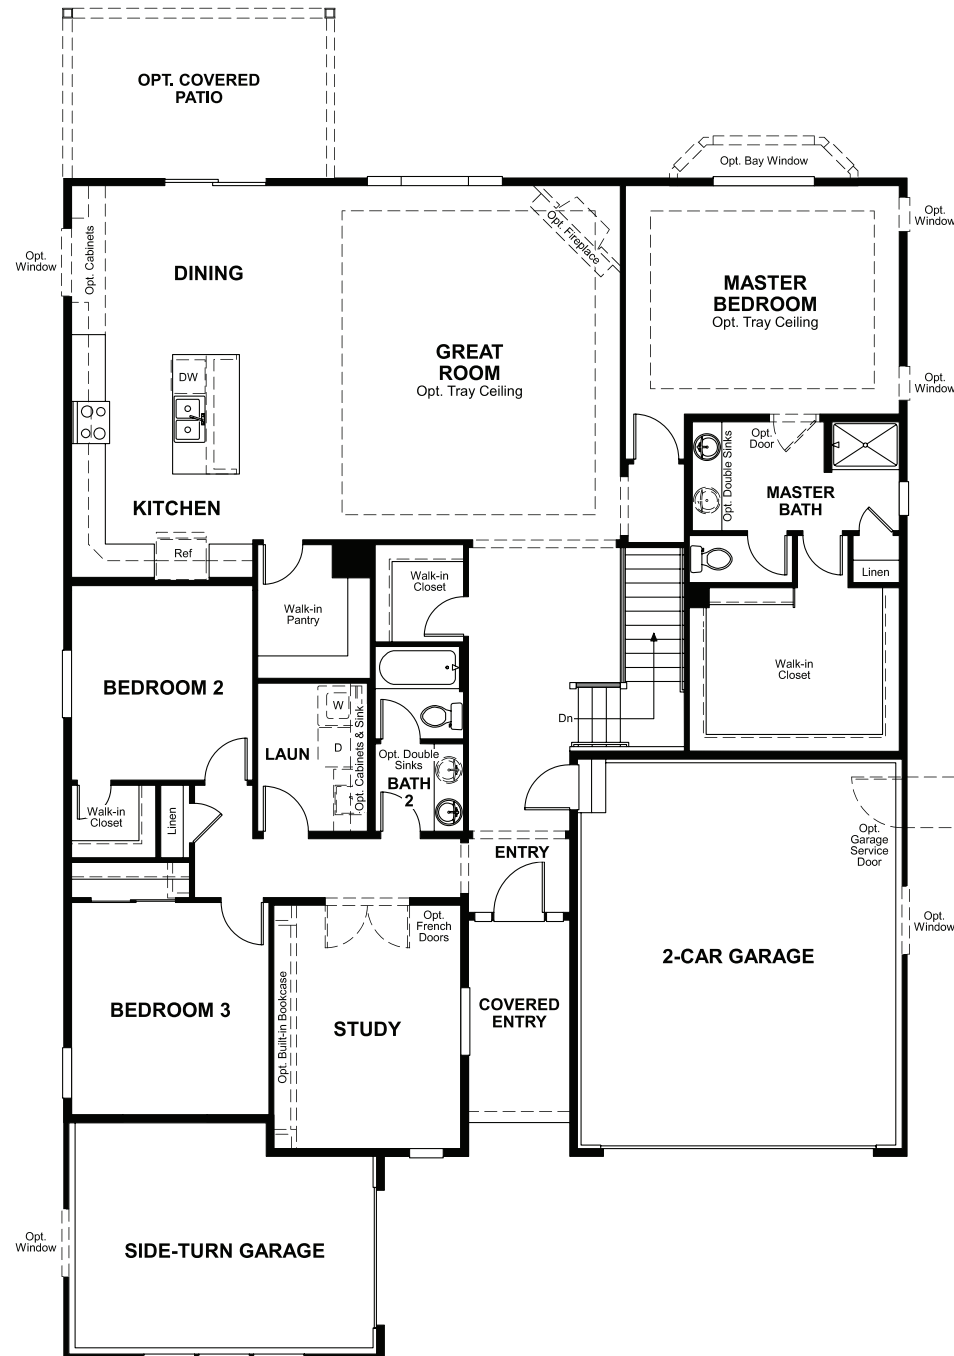 OPT. COVERED
PATIO
Opt. Bay Window
Opt.
Window
Opt.
Window
Opt. Cabinets
DINING
Opt. Fireplace
MASTER
BEDROOM
Opt. Tray Ceiling
GREAT
ROOM
Opt. Tray Ceiling
Opt.
Window
DW
Opt. Double Sinks
Opt.
Door
MASTER
BATH
KITCHEN
Ref
Linen
Walk-in
Closet
Walk-in
Pantry
Walk-in
Closet
BEDROOM 2
W
D
LAUN
Opt. Cabinets & Sink
Opt. Double
Sinks
BATH
2
Dn
Walk-in
Closet
Linen
ENTRY
Opt.
Garage
Service
Door
Opt.
French
Doors
Opt.
Window
2-CAR GARAGE
BEDROOM 3
Opt. Built-in Bookcase
STUDY
COVERED
ENTRY
Opt.
Window
SIDE-TURN GARAGE